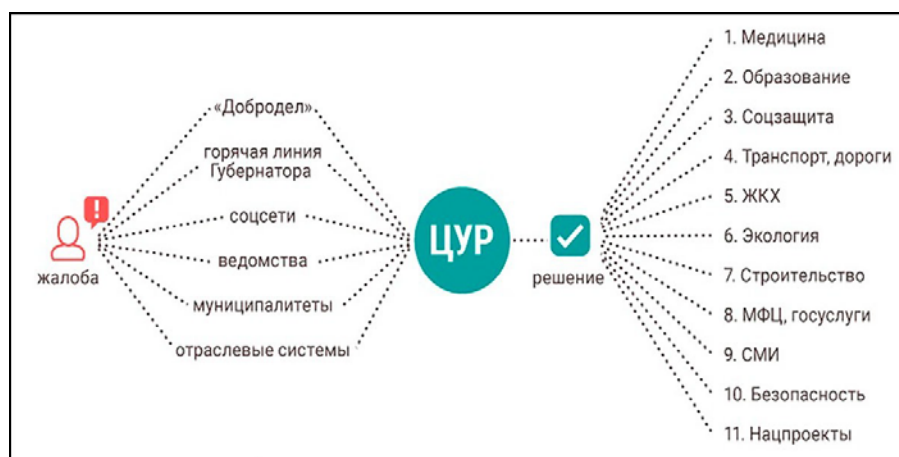 жалоба
«Добродел»
горячая линия
Губернатора
соцсети
ведомства
муниципалитеты
отраслевые системы
ЦУР
решение
1. Медицина
2. Образование
3. Соцзащита
4. Транспорт, дороги
5. ЖКХ
6. Экология
7. Строительство
8. МФЦ, госуслуги
9. СМИ
10. Безопасность
11. Нацпроекты